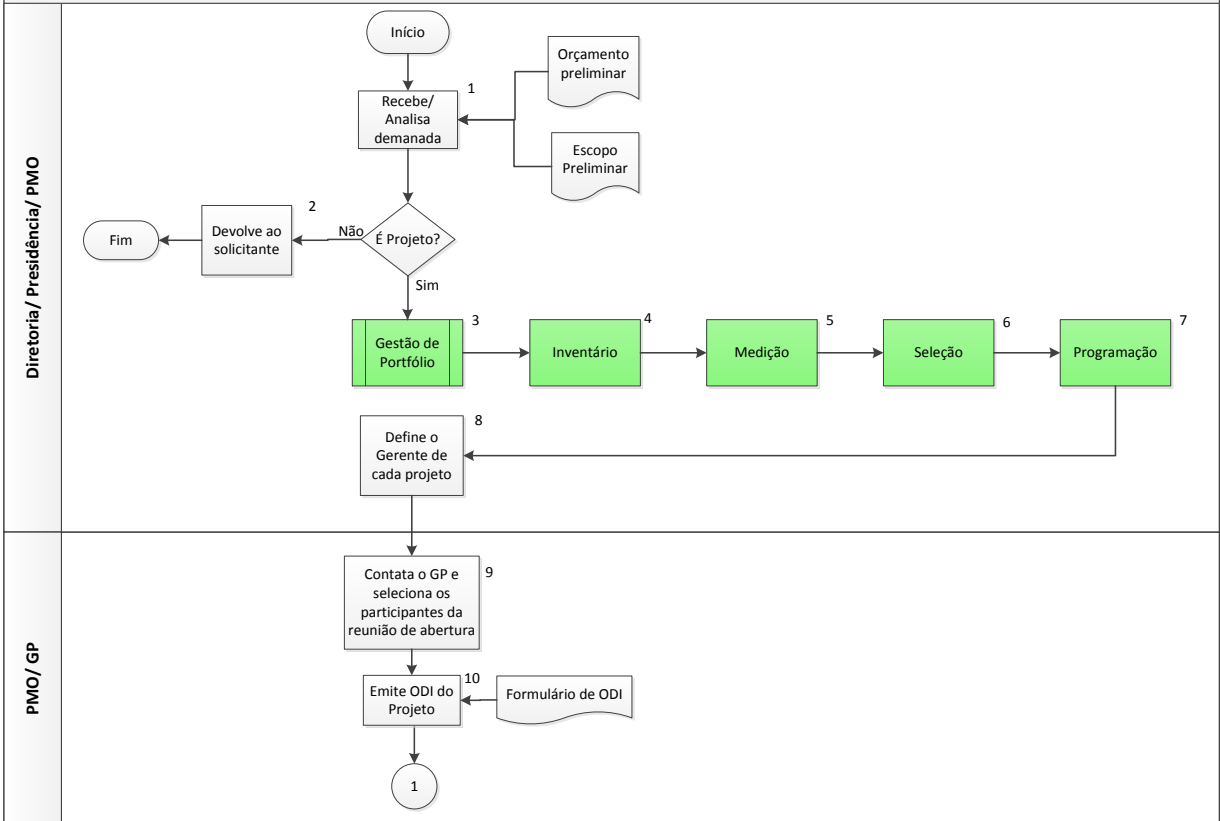 Diretoria/ Presidência/ PMO
Início
Orçamento
preliminar
1
Recebe/
Analisa
demanada
Escopo
Preliminar
2
Fim
Devolve ao
solicitante
Não
É Projeto?
Sim
3
Gestão de
Portfólio
4
Inventário
5
Medição
6
Seleção
7
Programação
8
Define o
Gerente de
cada projeto
PMO/ GP
9
Contata o GP e
seleciona os
participantes da
reunião de abertura
10
Emite ODI do
Projeto
Formulário de ODI
1